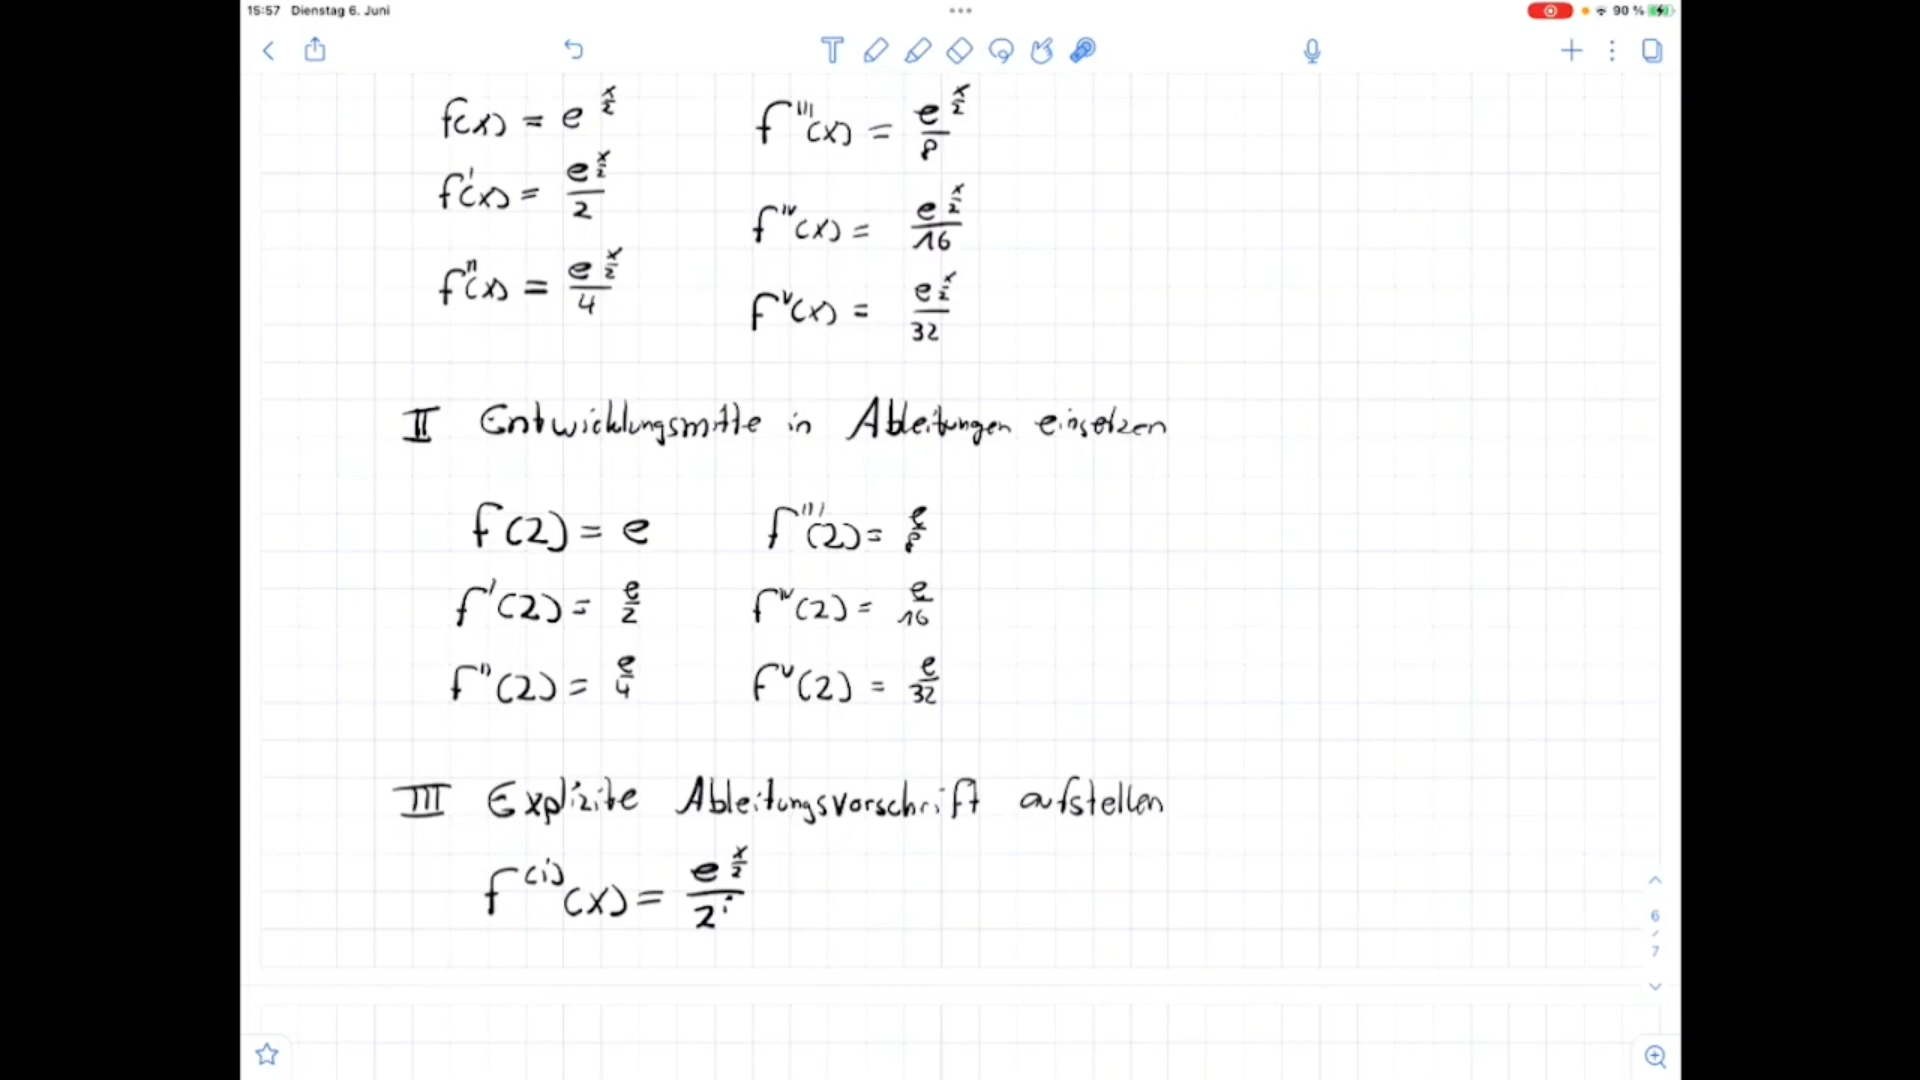 15:57 Dienstag 6. Juni
90 %
f(x) = e^{x/2}
f'(x) = e^{x/2}/2
f''(x) = e^{x/2}/4
f'''(x) = e^{x/2}/8
f^{IV}(x) = e^{x/2}/16
f^{V}(x) = e^{x/2}/32
II Entwicklungsmitte in Ableitungen einsetzen
f(2) = e
f'(2) = e/2
f''(2) = e/4
f'''(2) = e/8
f^{IV}(2) = e/16
f^{V}(2) = e/32
III Explizite Ableitungsvorschrift aufstellen
f^{(i)}(x) = e^{x/2}/2^i
6
/
7